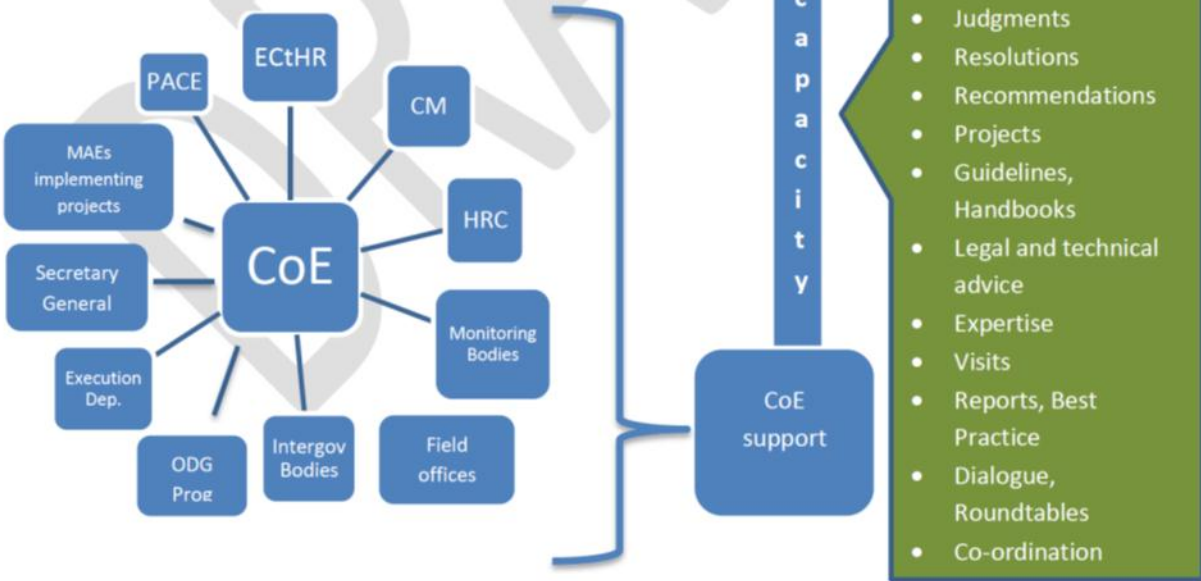 ECtHR
PACE
CM
MAEs
implementing
projects
HRC
CoE
Secretary
General
Monitoring
Bodies
Execution
Dep.
Intergov
Bodies
Field
offices
ODG
Prog
c
a
p
a
c
i
t
y
CoE
support
• Judgments
• Resolutions
• Recommendations
• Projects
• Guidelines,
Handbooks
• Legal and technical
advice
• Expertise
• Visits
• Reports, Best
Practice
• Dialogue,
Roundtables
• Co-ordination